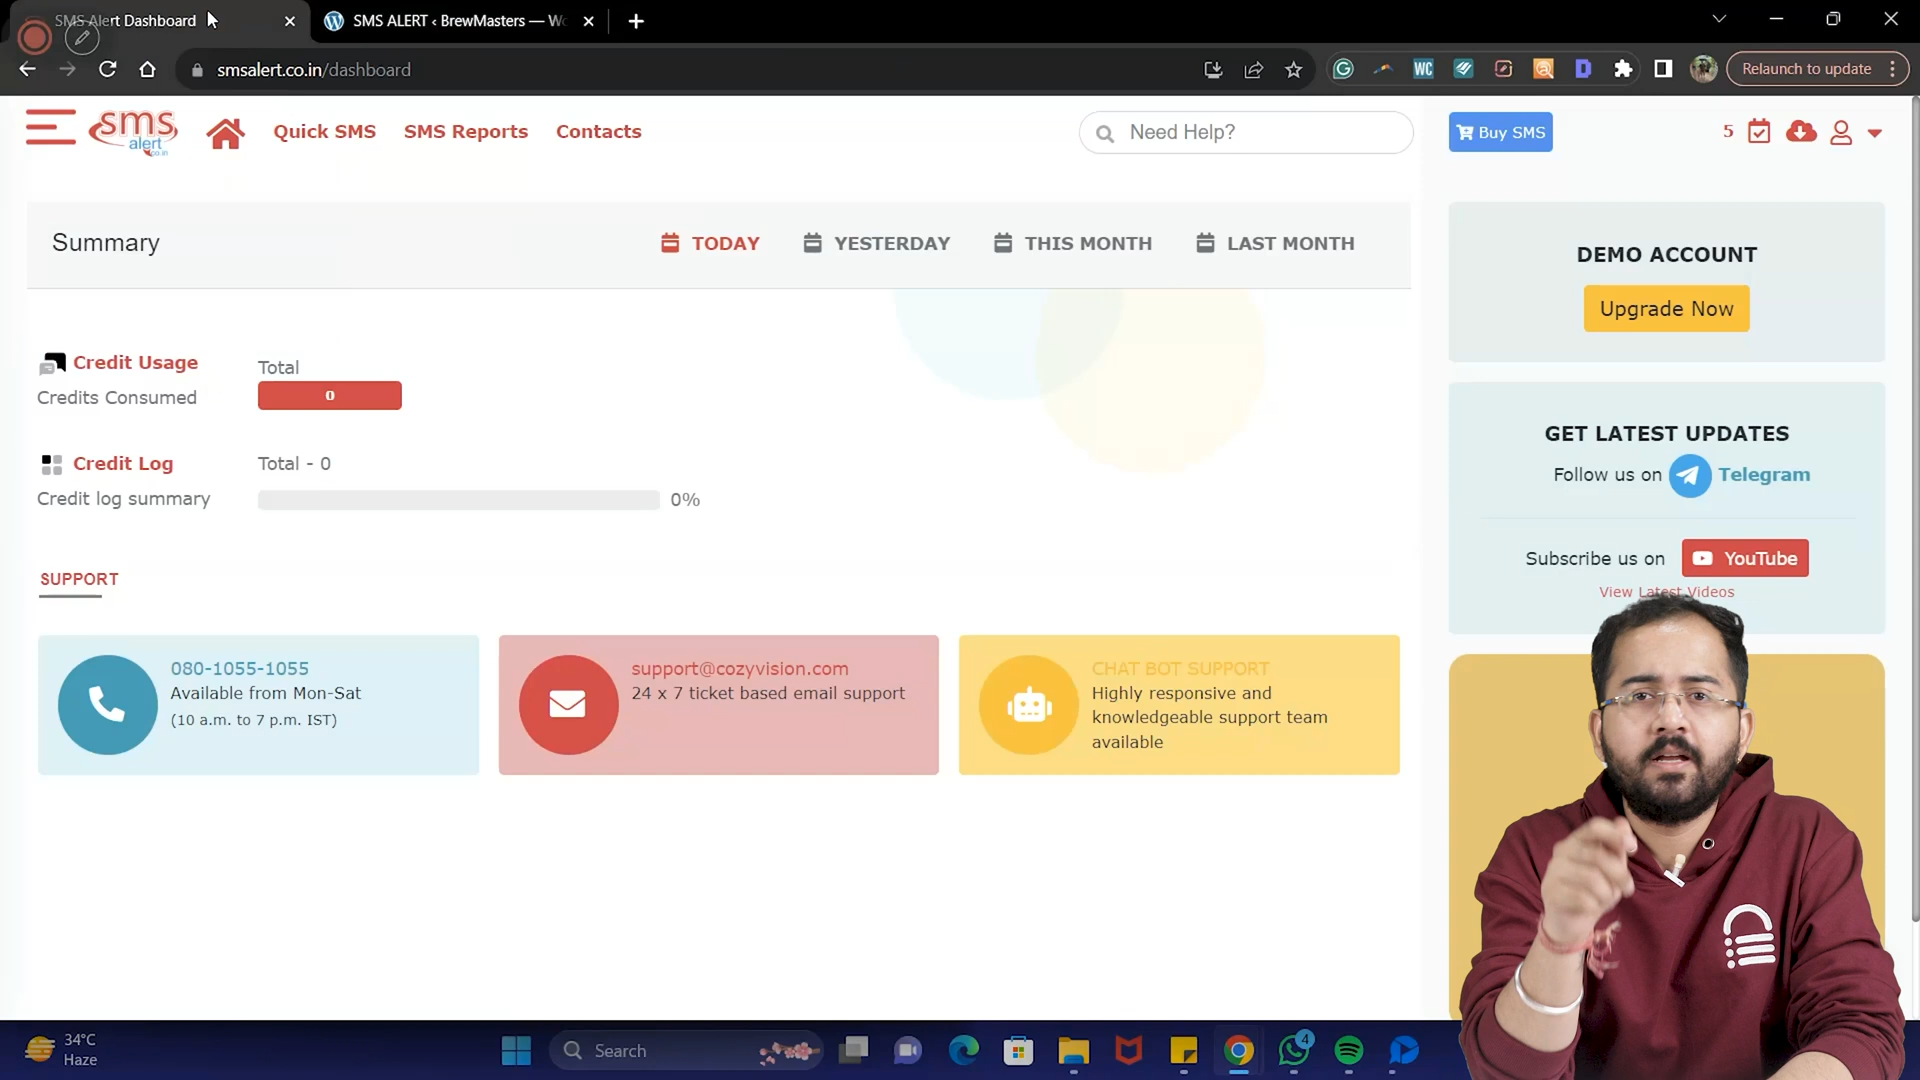 SMS Alert Dashboard
SMS ALERT ‹ BrewMasters — Wo
smsalert.co.in/dashboard
WC
D
Relaunch to update
sms
alert
co.in
Quick SMS
SMS Reports
Contacts
Need Help?
Buy SMS
5
Summary
TODAY
YESTERDAY
THIS MONTH
LAST MONTH
DEMO ACCOUNT
Upgrade Now
Credit Usage
Total
Credits Consumed
0
Credit Log
Total - 0
Credit log summary
0%
GET LATEST UPDATES
Follow us on Telegram
Subscribe us on YouTube
View Latest Videos
SUPPORT
080-1055-1055
Available from Mon-Sat
(10 a.m. to 7 p.m. IST)
support@cozyvision.com
24 x 7 ticket based email support
CHAT BOT SUPPORT
Highly responsive and
knowledgeable support team
available
34°C
Haze
Search
4